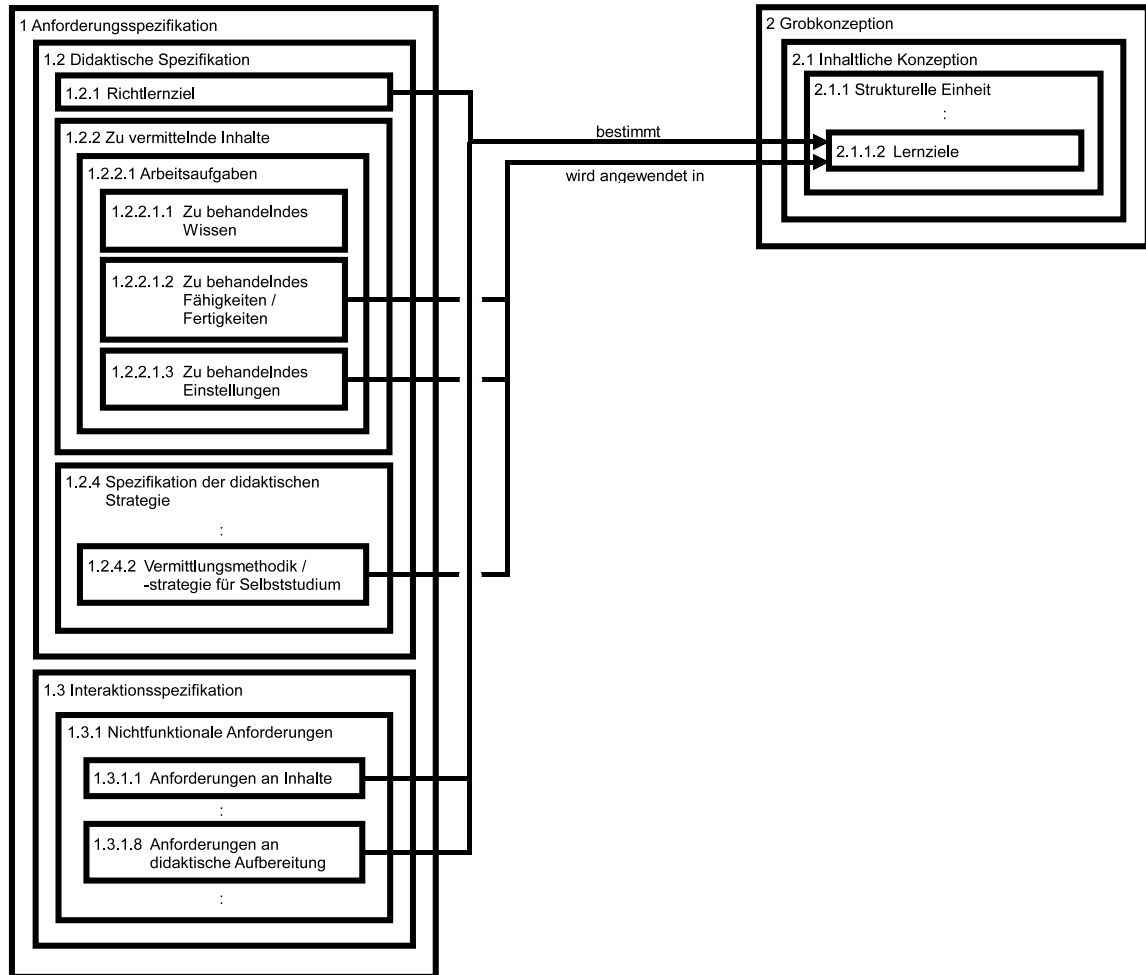 1 Anforderungsspezifikation
1.2 Didaktische Spezifikation
1.2.1 Richtlernziel
1.2.2 Zu vermittelnde Inhalte
1.2.2.1 Arbeitsaufgaben
1.2.2.1.1 Zu behandelndes
Wissen
1.2.2.1.2 Zu behandelndes
Fähigkeiten /
Fertigkeiten
1.2.2.1.3 Zu behandelndes
Einstellungen
1.2.4 Spezifikation der didaktischen
Strategie
:
1.2.4.2 Vermittlungsmethodik /
-strategie für Selbststudium
1.3 Interaktionsspezifikation
1.3.1 Nichtfunktionale Anforderungen
1.3.1.1 Anforderungen an Inhalte
:
1.3.1.8 Anforderungen an
didaktische Aufbereitung
:
bestimmt
wird angewendet in
2 Grobkonzeption
2.1 Inhaltliche Konzeption
2.1.1 Strukturelle Einheit
:
2.1.1.2 Lernziele